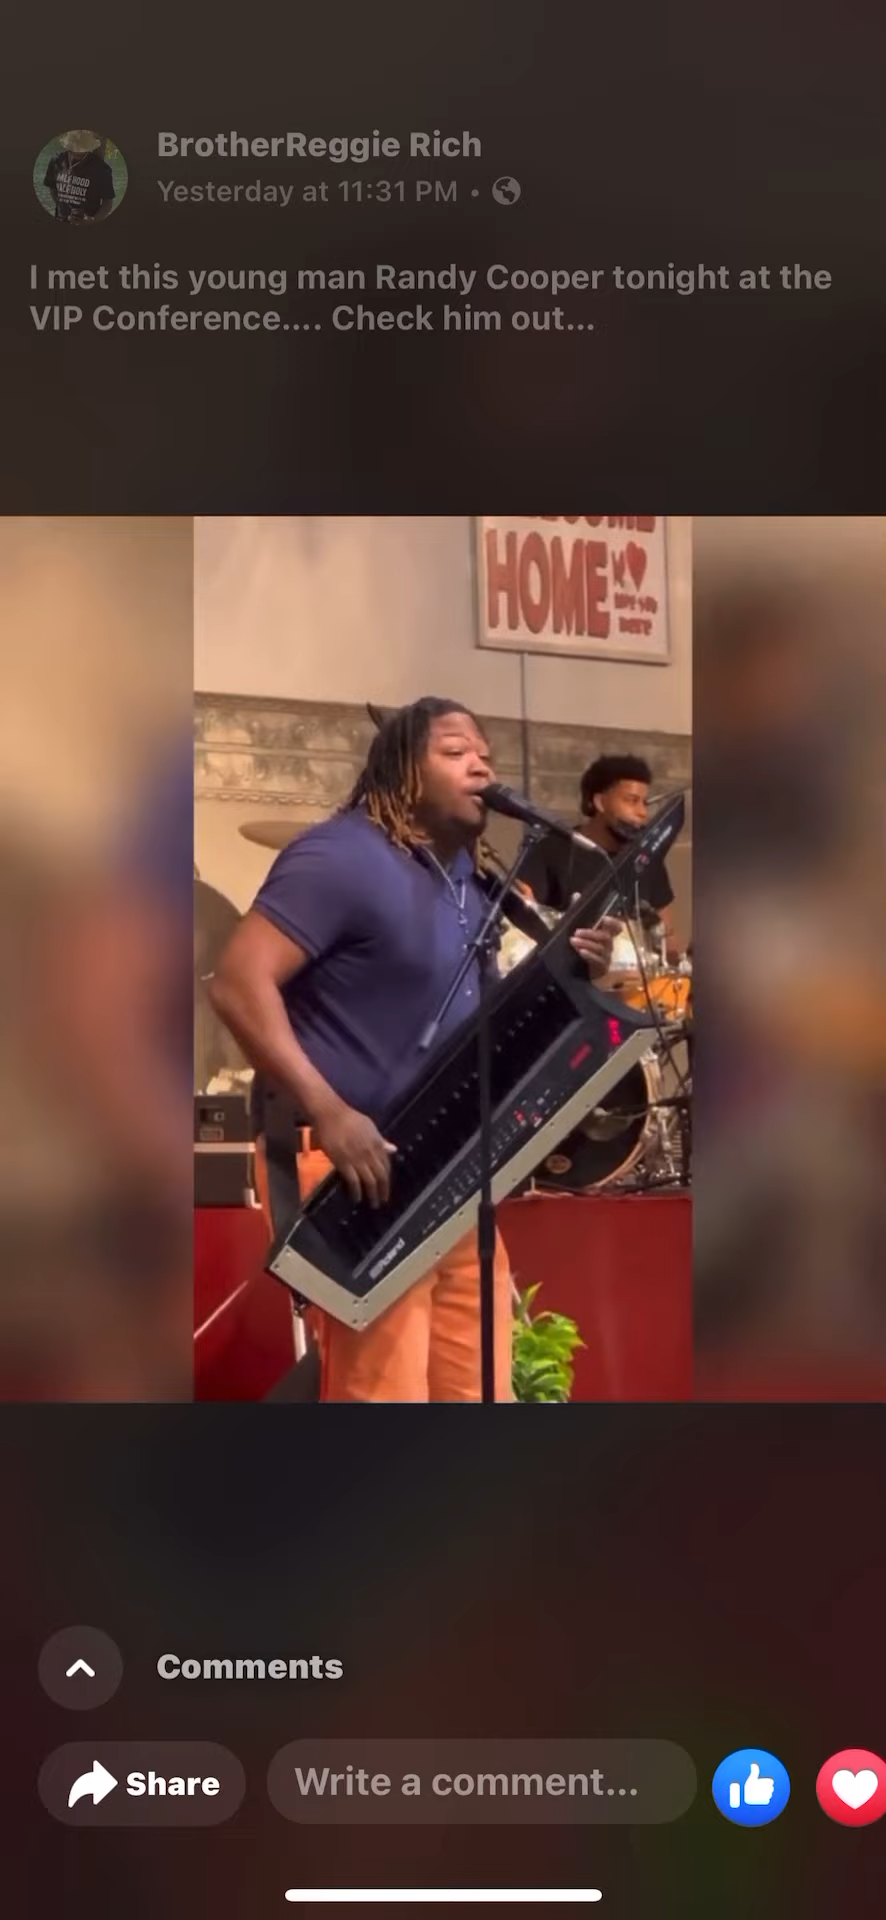 BrotherReggie Rich
Yesterday at 11:31 PM •
I met this young man Randy Cooper tonight at the
VIP Conference.... Check him out...
HOME
Roland
Comments
Share
Write a comment...